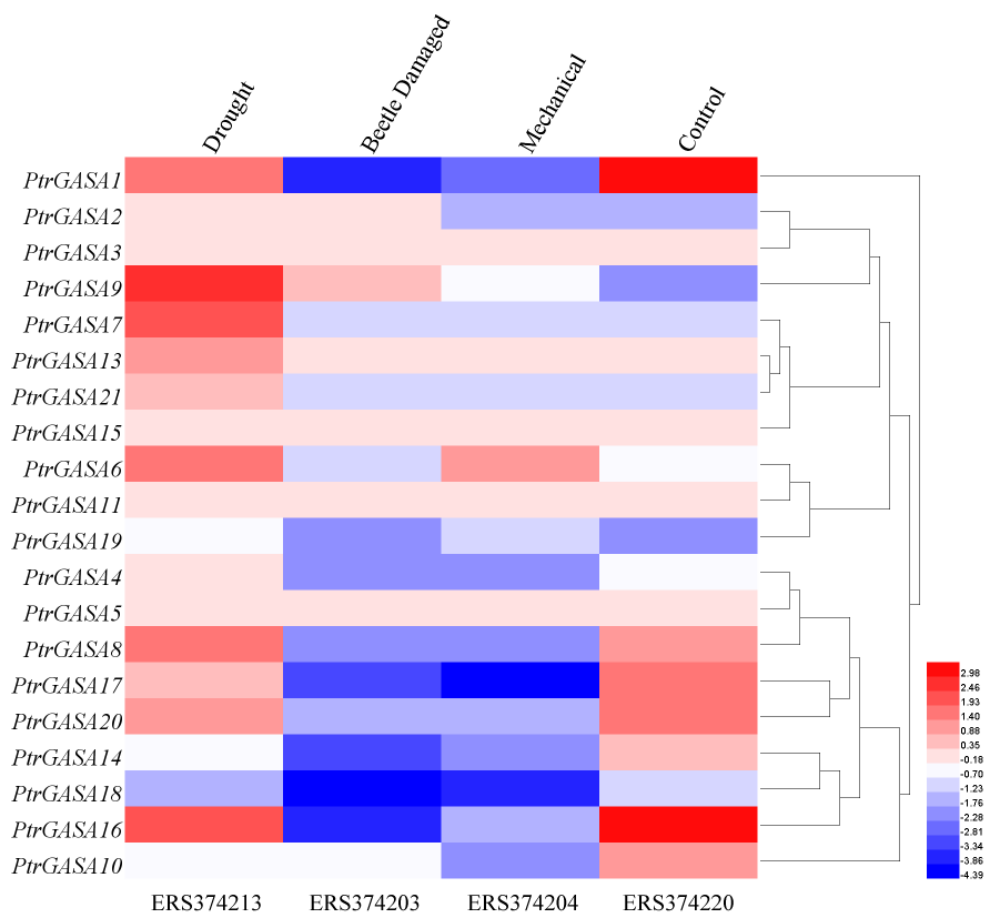 Drought
Beetle Damaged
Mechanical
Control
PtrGASA1
PtrGASA2
PtrGASA3
PtrGASA9
PtrGASA7
PtrGASA13
PtrGASA21
PtrGASA15
PtrGASA6
PtrGASA11
PtrGASA19
PtrGASA4
PtrGASA5
PtrGASA8
PtrGASA17
PtrGASA20
PtrGASA14
PtrGASA18
PtrGASA16
PtrGASA10
2.98
2.46
1.93
1.40
0.88
0.35
-0.18
-0.70
-1.23
-1.76
-2.28
-2.81
-3.34
-3.86
-4.39
ERS374213
ERS374203
ERS374204
ERS374220